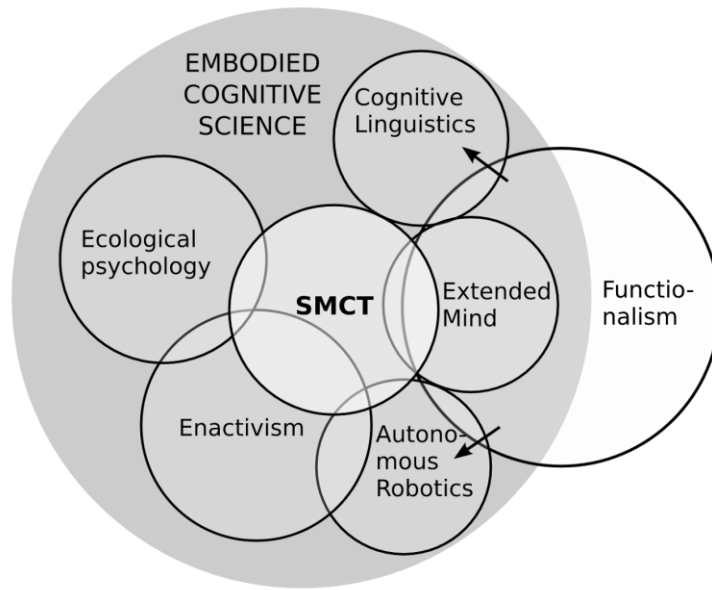 EMBODIED
COGNITIVE
SCIENCE
Cognitive
Linguistics
Ecological
psychology
SMCT
Extended
Mind
Functio-
nalism
Enactivism
Autono-
mous
Robotics